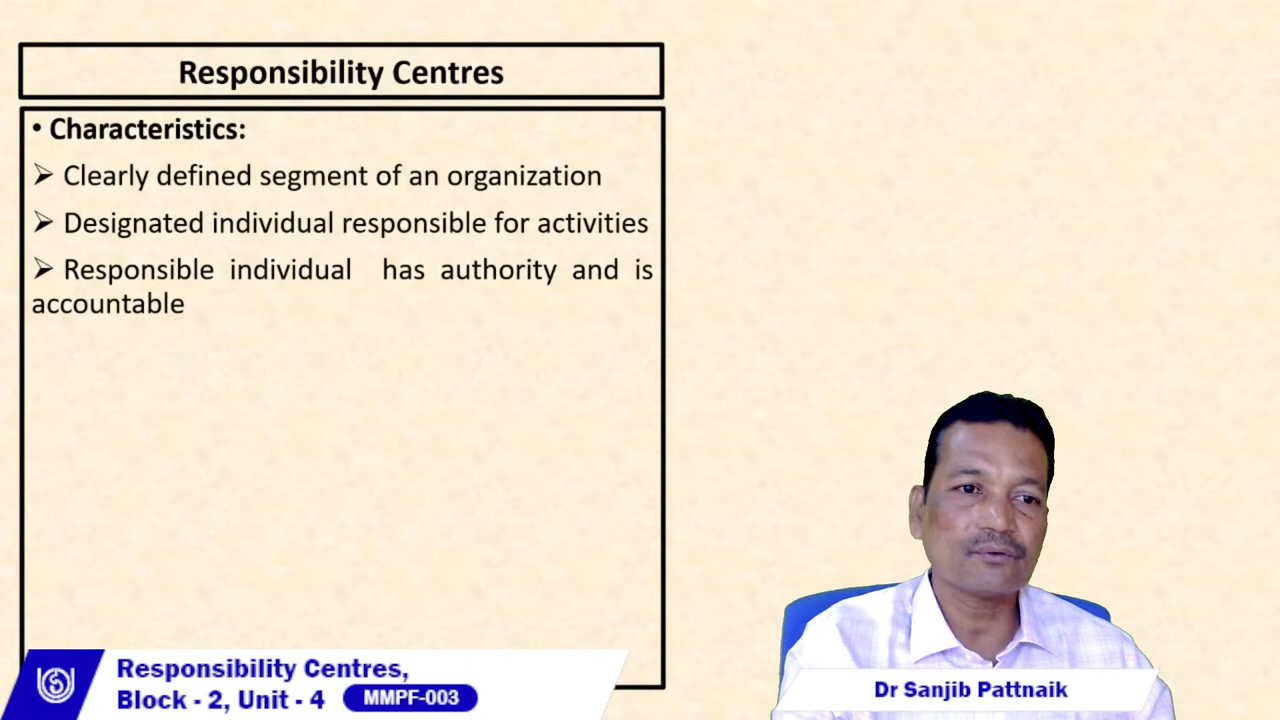 Responsibility Centres
• Characteristics:
➢ Clearly defined segment of an organization
➢ Designated individual responsible for activities
➢ Responsible individual has authority and is
accountable
Responsibility Centres,
Block - 2, Unit - 4 MMPF-003
Dr Sanjib Pattnaik